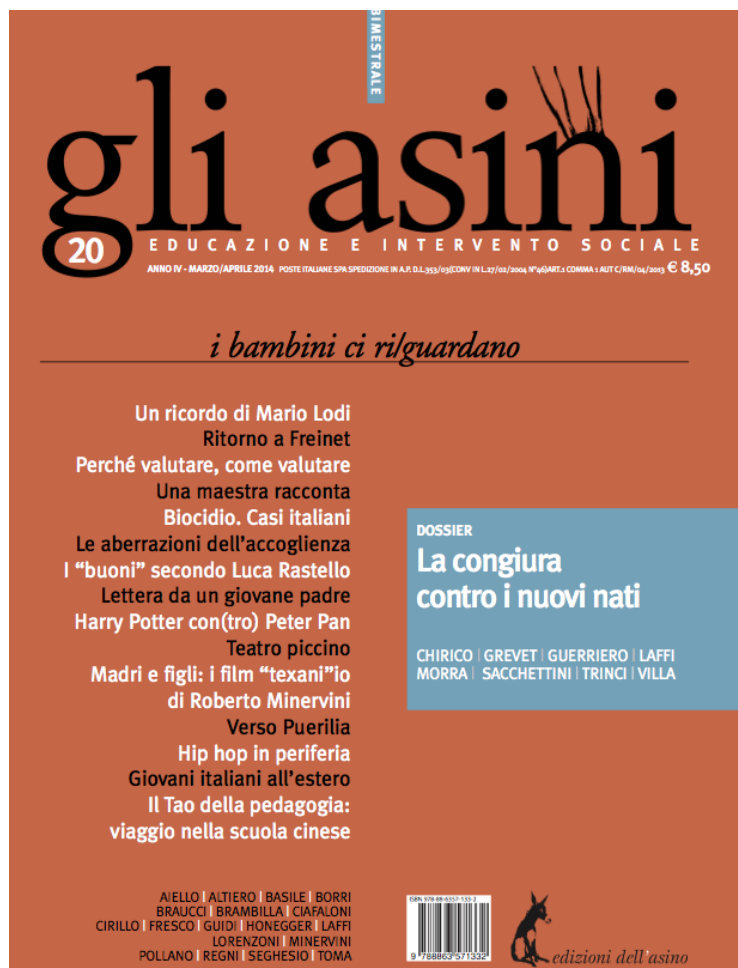 BIMESTRALE
gli asini
20
EDUCAZIONE E INTERVENTO SOCIALE
ANNO IV - MARZO/APRILE 2014 POSTE ITALIANE SPA SPEDIZIONE IN A.P. D.L.353/03(CONV IN L.27/02/2004 N°46)ART.1 COMMA 1 AUT C/RM/04/2013 € 8,50
i bambini ci ri/guardano
Un ricordo di Mario Lodi
Ritorno a Freinet
Perché valutare, come valutare
Una maestra racconta
Biocidio. Casi italiani
Le aberrazioni dell'accoglienza
I “buoni” secondo Luca Rastello
Lettera da un giovane padre
Harry Potter con(tro) Peter Pan
Teatro piccino
Madri e figli: i film “texani”io
di Roberto Minervini
Verso Puerilia
Hip hop in periferia
Giovani italiani all'estero
Il Tao della pedagogia:
viaggio nella scuola cinese
DOSSIER
La congiura
contro i nuovi nati
CHIRICO | GREVET | GUERRIERO | LAFFI
MORRA | SACCHETTINI | TRINCI | VILLA
AIELLO | ALTIERO | BASILE | BORRI
BRAUCCI | BRAMBILLA | CIAFALONI
CIRILLO | FRESCO | GUIDI | HONEGGER | LAFFI
LORENZONI | MINERVINI
POLLANO | REGNI | SEGHESIO | TOMA
ISBN 978-88-6357-133-2
9 788863 571332
edizioni dell'asino